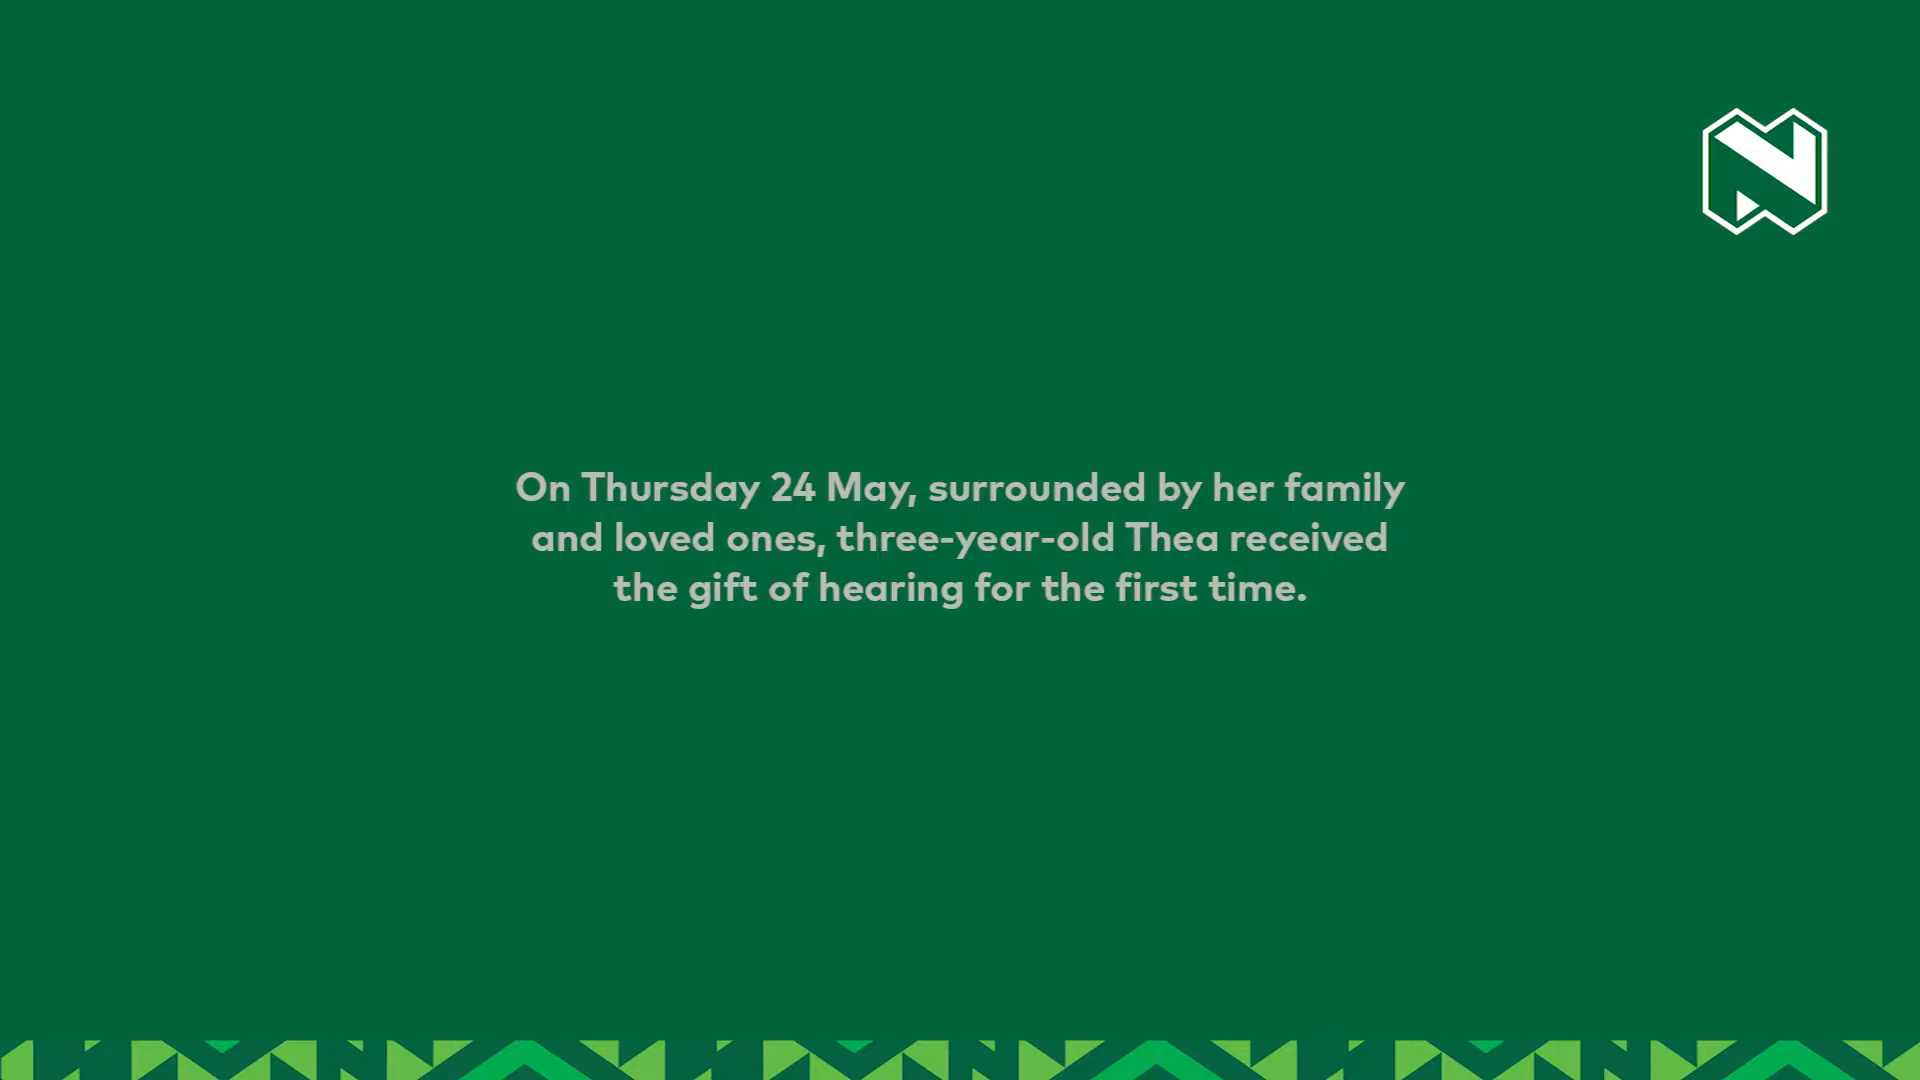 On Thursday 24 May, surrounded by her family
and loved ones, three-year-old Thea received
the gift of hearing for the first time.